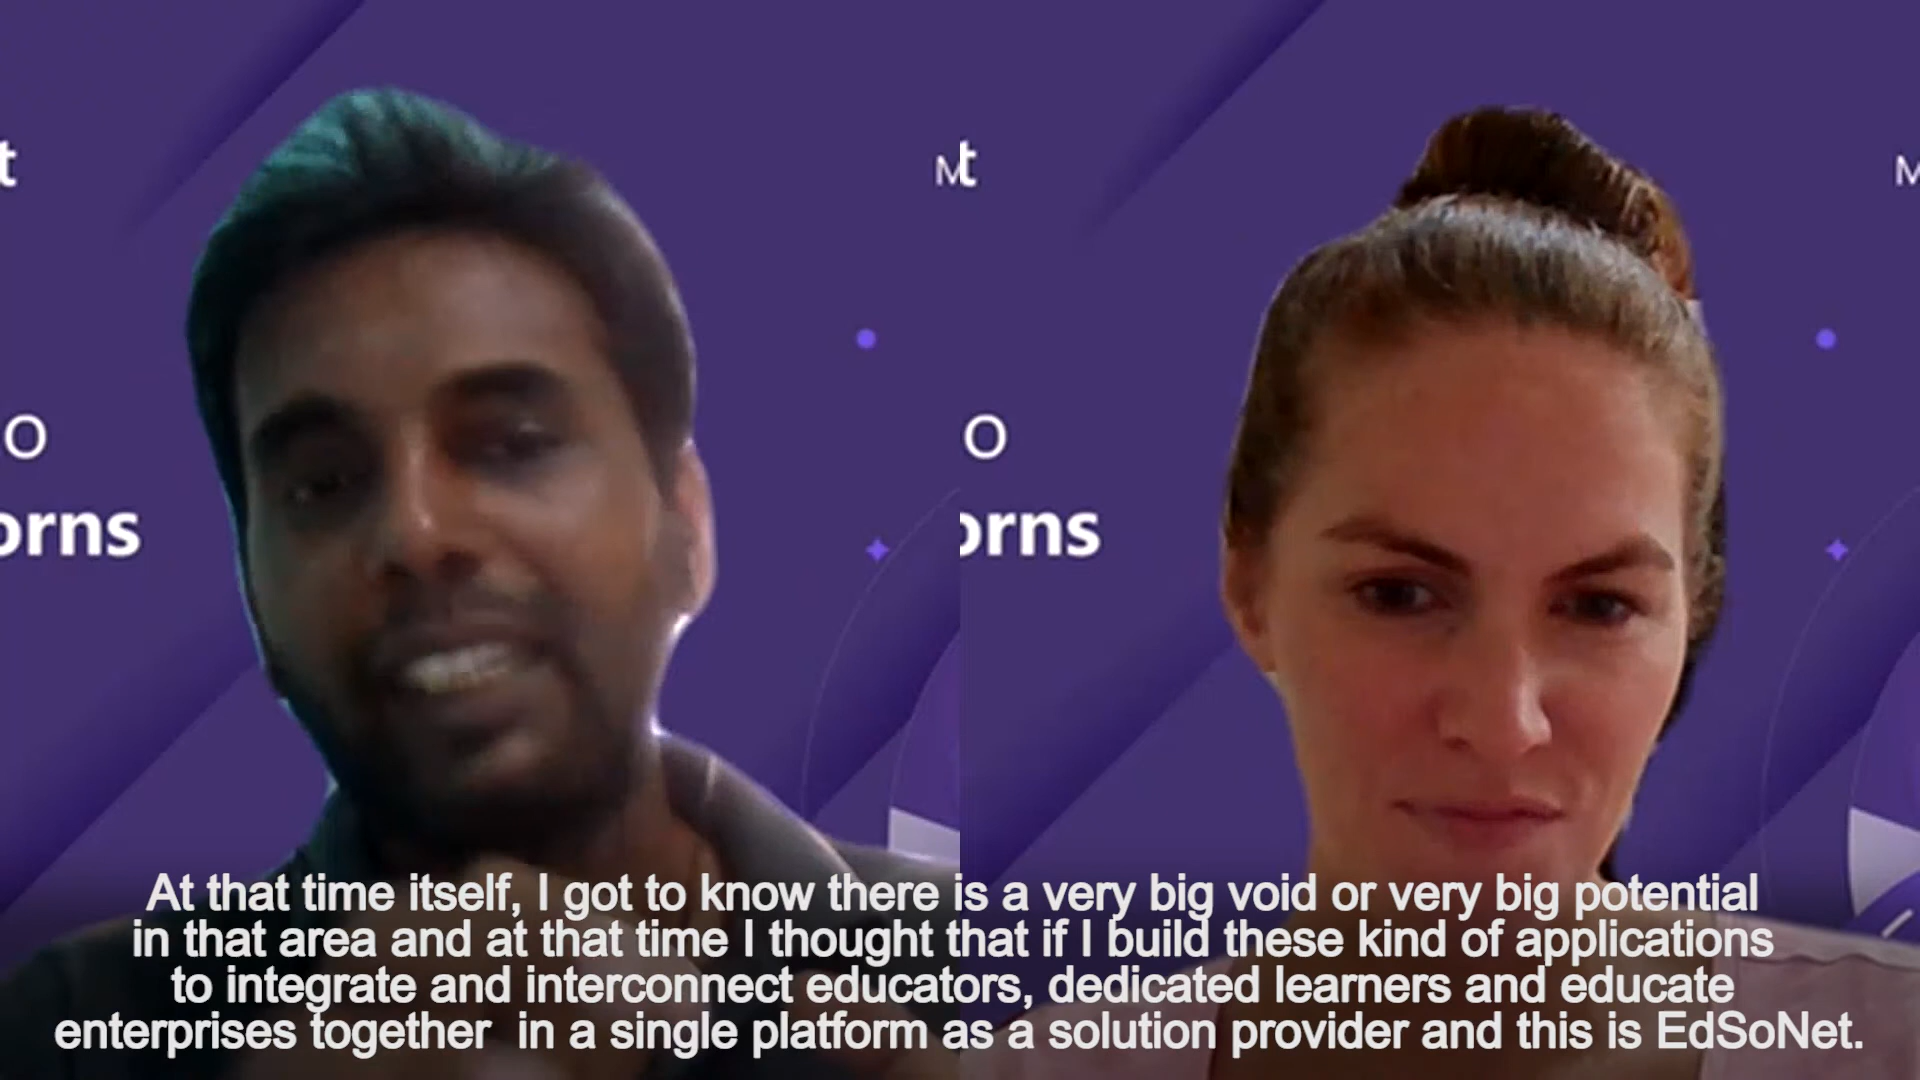 t
M
t
M
O
O
orns
orns
At that time itself, I got to know there is a very big void or very big potential
in that area and at that time I thought that if I build these kind of applications
to integrate and interconnect educators, dedicated learners and educate
enterprises together in a single platform as a solution provider and this is EdSoNet.